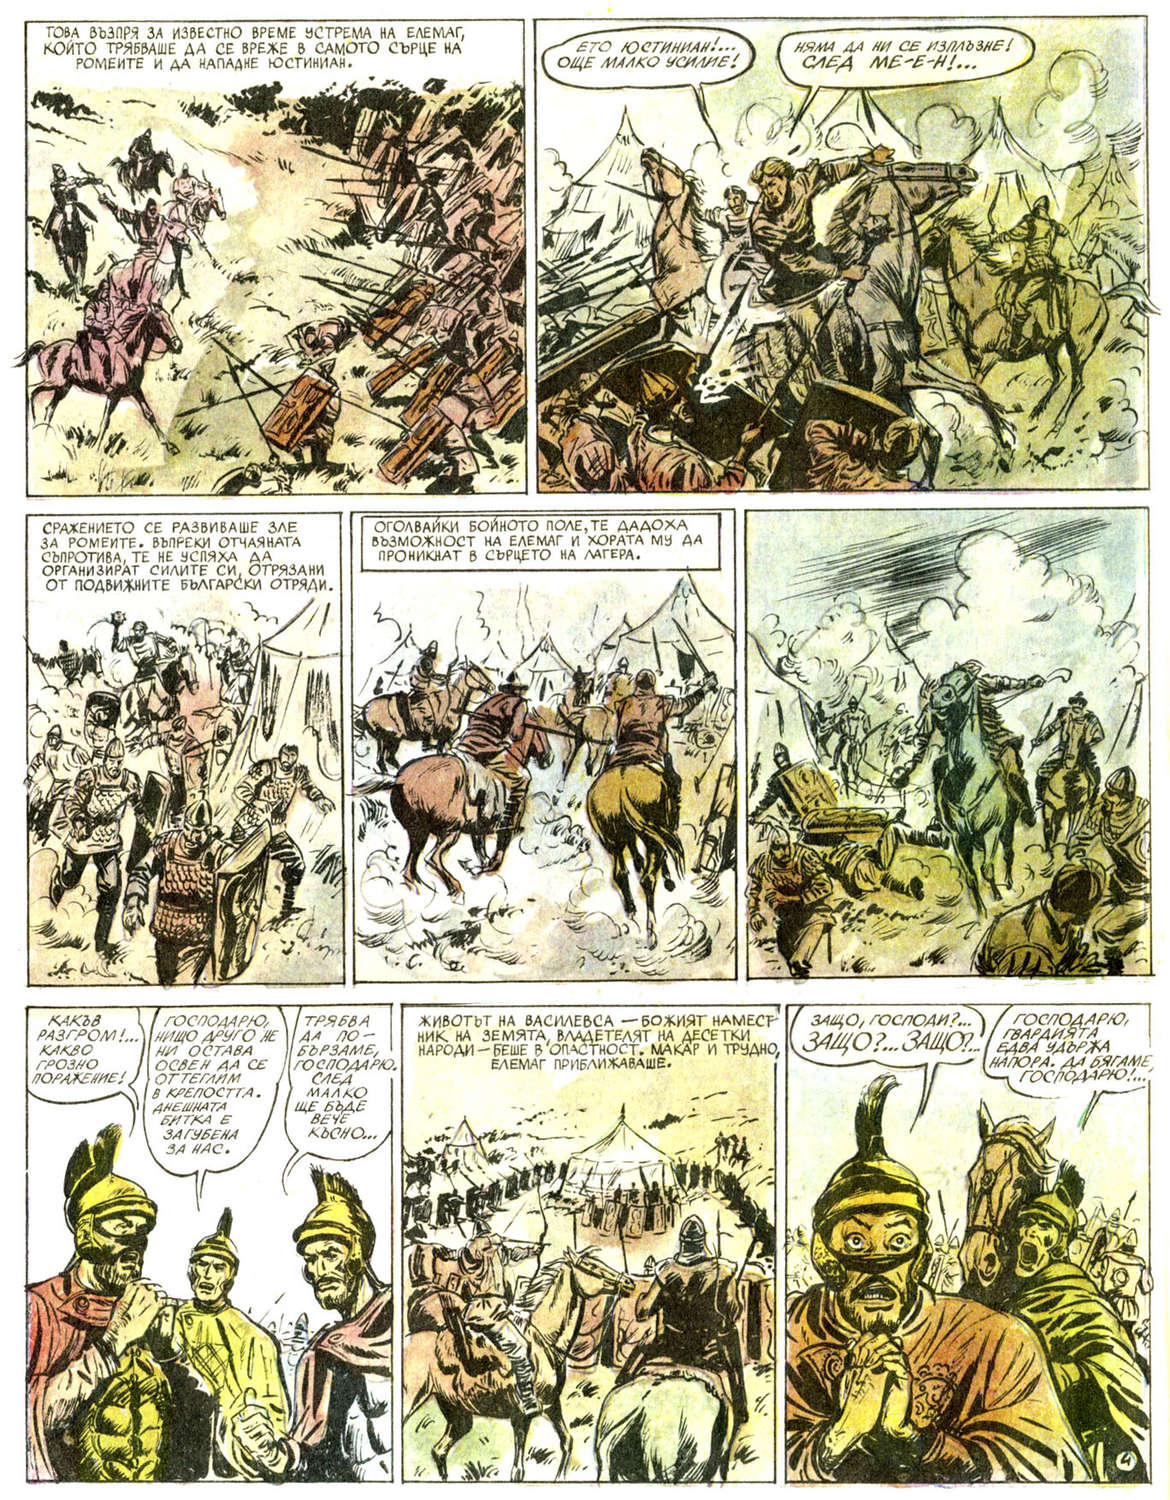 ТОВА ВЪЗПРЯ ЗА ИЗВЕСТНО ВРЕМЕ УСТРЕМА НА ЕЛЕМАГ,
КОЙТО ТРЯБВАШЕ ДА СЕ ВРЕЖЕ В САМОТО СЪРЦЕ НА
РОМЕИТЕ И ДА НАПАДНЕ ЮСТИНИАН.
ЕТО ЮСТИНИАН!...
ОЩЕ МАЛКО УСИЛИЕ!
НЯМА ДА НИ СЕ ИЗПЛЪЗНЕ!
СЛЕД МЕ-Е-Н!...
СРАЖЕНИЕТО СЕ РАЗВИВАШЕ ЗЛЕ
ЗА РОМЕИТЕ. ВЪПРЕКИ ОТЧАЯНАТА
СЪПРОТИВА, ТЕ НЕ УСПЯХА ДА
ОРГАНИЗИРАТ СИЛИТЕ СИ, ОТРЯЗАНИ
ОТ ПОДВИЖНИТЕ БЪЛГАРСКИ ОТРЯДИ.
ОГОЛВАЙКИ БОЙНОТО ПОЛЕ, ТЕ ДАДОХА
ВЪЗМОЖНОСТ НА ЕЛЕМАГ И ХОРАТА МУ ДА
ПРОНИКНАТ В СЪРЦЕТО НА ЛАГЕРА.
КАКЪВ
РАЗГРОМ!...
КАКВО
ГРОЗНО
ПОРАЖЕНИЕ!
ГОСПОДАРЮ,
НИЩО ДРУГО НЕ
НИ ОСТАВА
ОСВЕН ДА СЕ
ОТТЕГЛИМ
В КРЕПОСТТА.
ДНЕШНАТА
БИТКА Е
ЗАГУБЕНА
ЗА НАС.
ТРЯБВА
ДА ПО-
БЪРЗАМЕ,
ГОСПОДАРЮ.
СЛЕД
МАЛКО
ЩЕ БЪДЕ
ВЕЧЕ
КЪСНО...
ЖИВОТЪТ НА ВАСИЛЕВСА — БОЖИЯТ НАМЕСТ
НИК НА ЗЕМЯТА, ВЛАДЕТЕЛЯТ НА ДЕСЕТКИ
НАРОДИ — БЕШЕ В ОПАСТНОСТ. МАКАР И ТРУДНО,
ЕЛЕМАГ ПРИБЛИЖАВАШЕ.
ЗАЩО, ГОСПОДИ?...
ЗАЩО?... ЗАЩО?...
ГОСПОДАРЮ,
ГВАРДИЯТА
ЕДВА УДЪРЖА
НАПОРА. ДА БЯГАМЕ,
ГОСПОДАРЮ!...
4